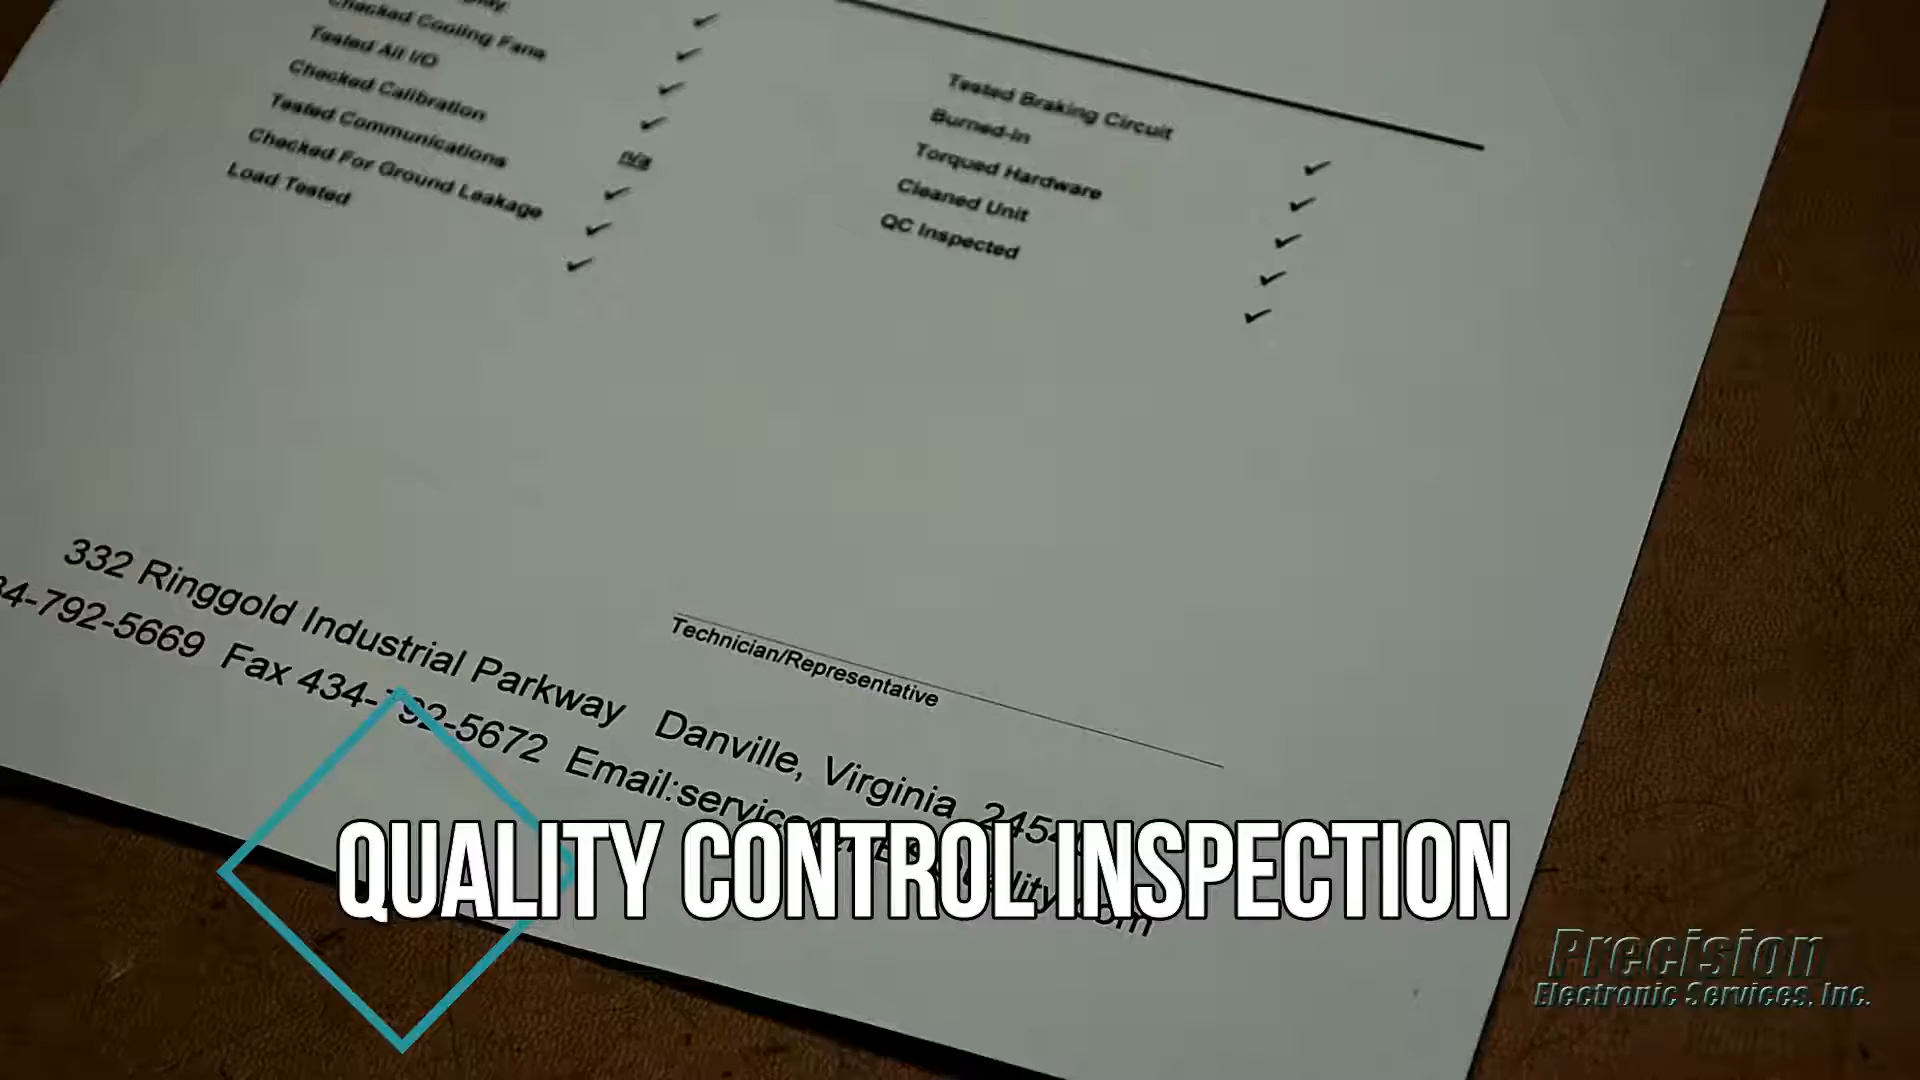 Checked Cooling Fans ✓
Tested All I/O ✓
Checked Calibration ✓
Tested Communications n/a
Checked For Ground Leakage ✓
Load Tested ✓
Tested Braking Circuit ✓
Burned-In ✓
Torqued Hardware ✓
Cleaned Unit ✓
QC Inspected ✓
Technician/Representative
332 Ringgold Industrial Parkway Danville, Virginia
4-792-5669 Fax 434-792-5672
QUALITY CONTROL INSPECTION
Precision
Electronic Services, Inc.